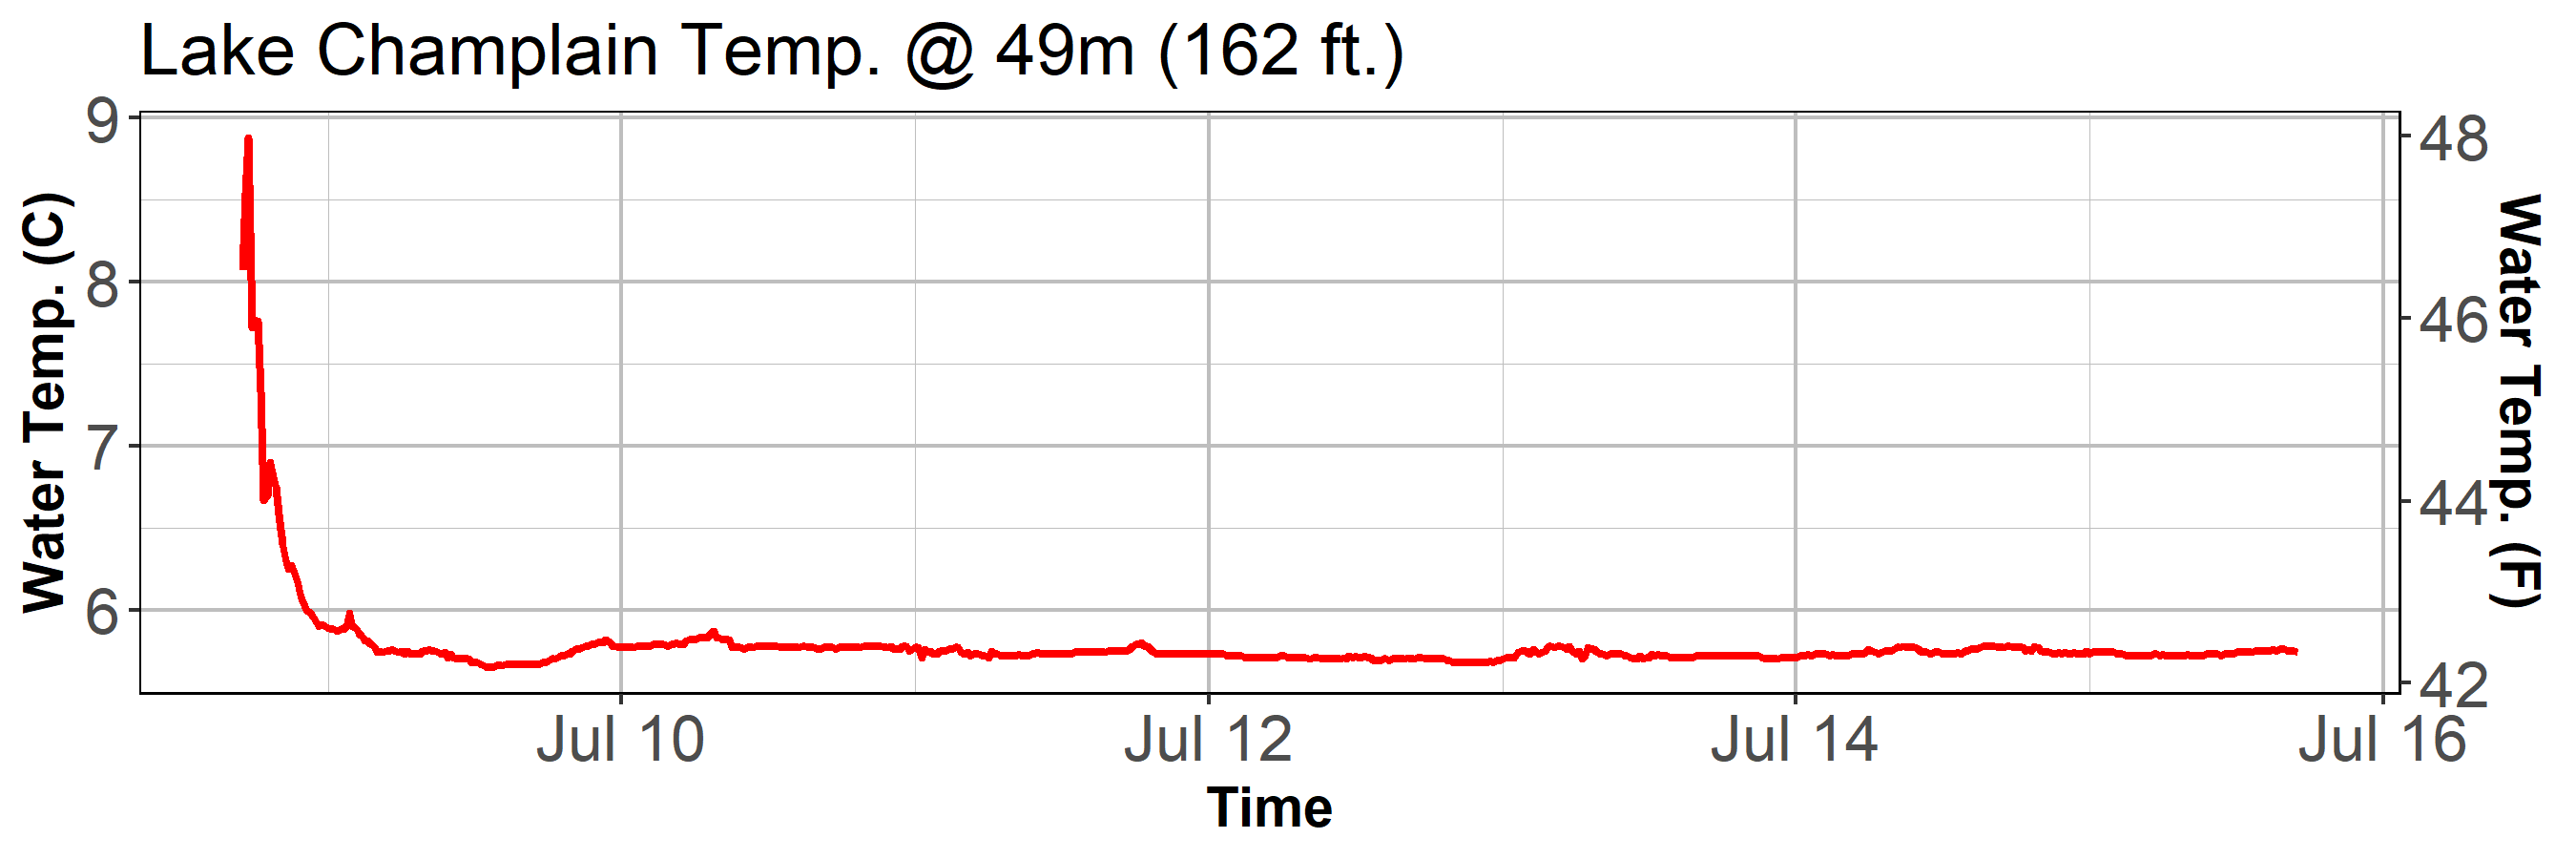 Lake Champlain Temp. @ 49m (162 ft.)
Water Temp. (C)
9
8
7
6
48
46
44
42
Water Temp. (F)
Jul 10
Jul 12
Jul 14
Jul 16
Time